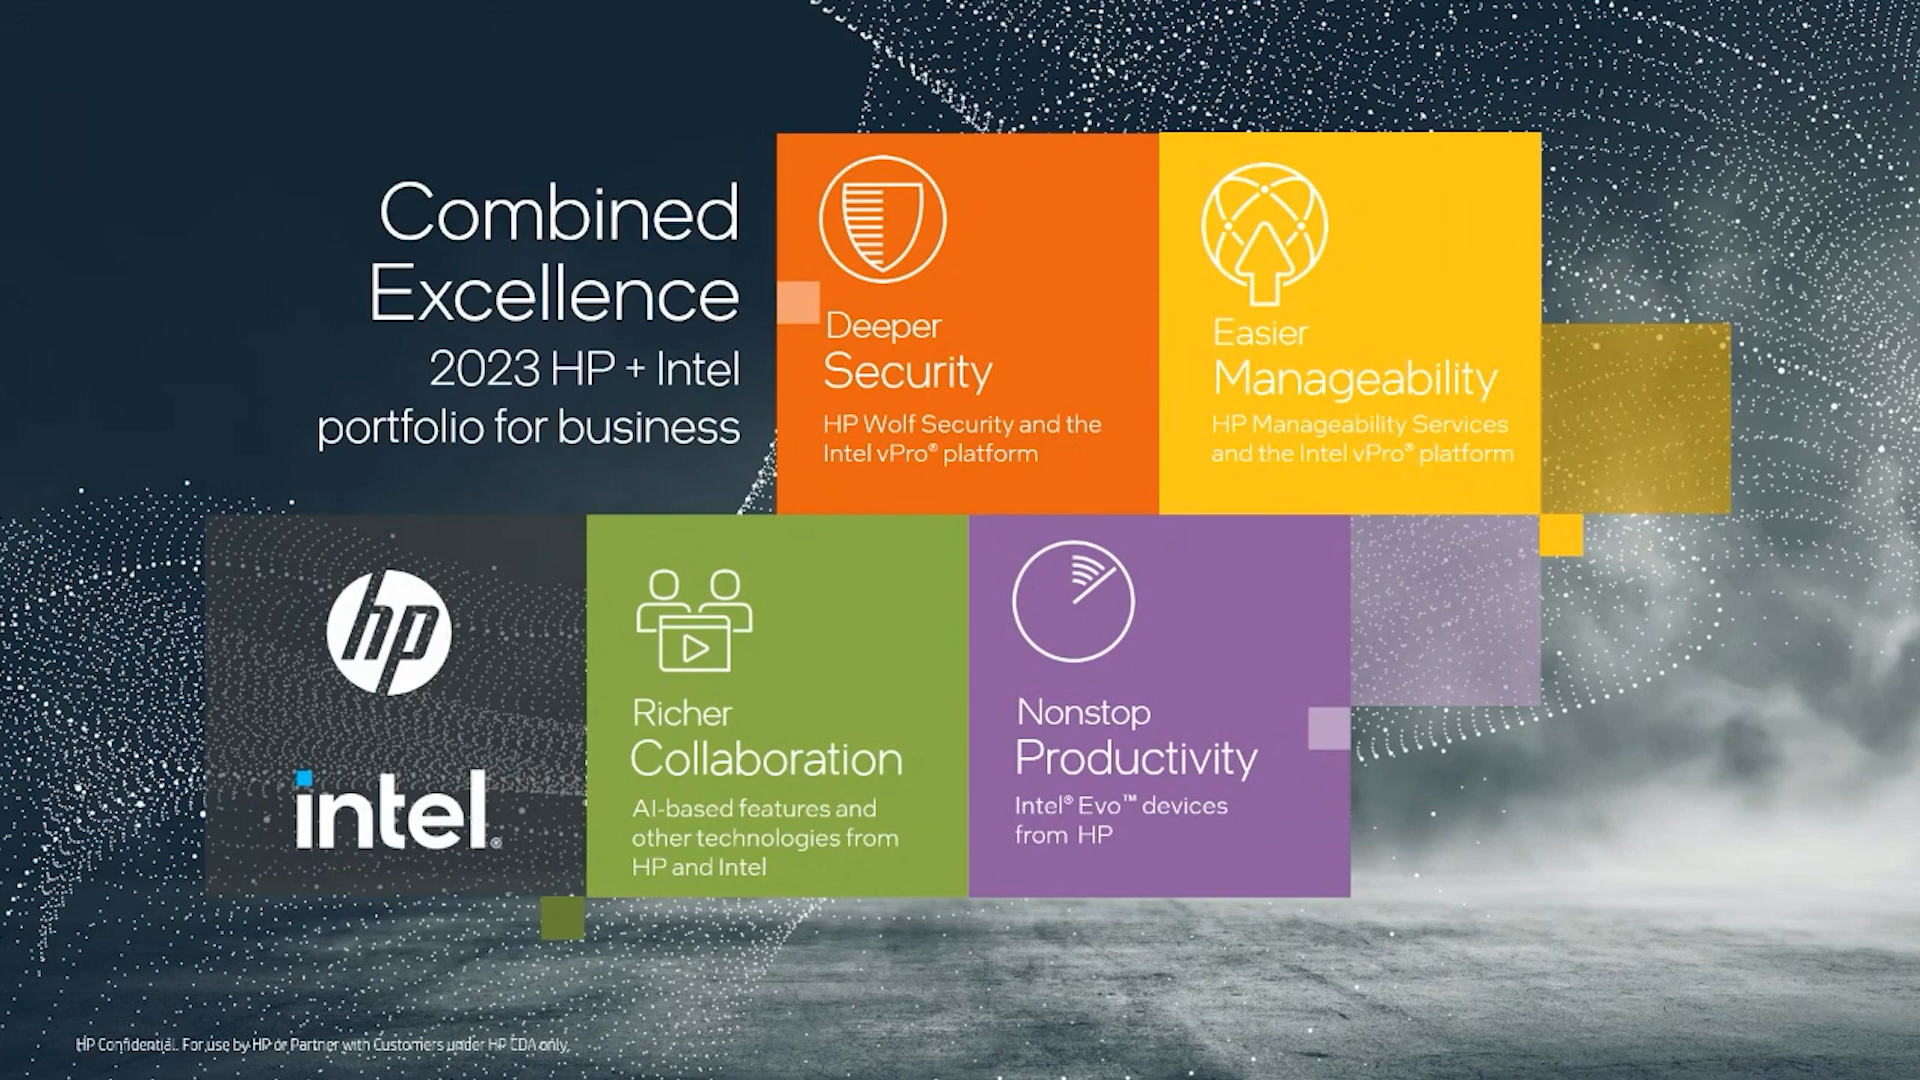 Combined
Excellence
2023 HP + Intel
portfolio for business
Deeper
Security
HP Wolf Security and the
Intel vPro® platform
Easier
Manageability
HP Manageability Services
and the Intel vPro® platform
hp
intel®
Richer
Collaboration
AI-based features and
other technologies from
HP and Intel
Nonstop
Productivity
Intel® Evo™ devices
from HP
HP Confidential. For use by HP or Partner with Customers under HP CDA only.